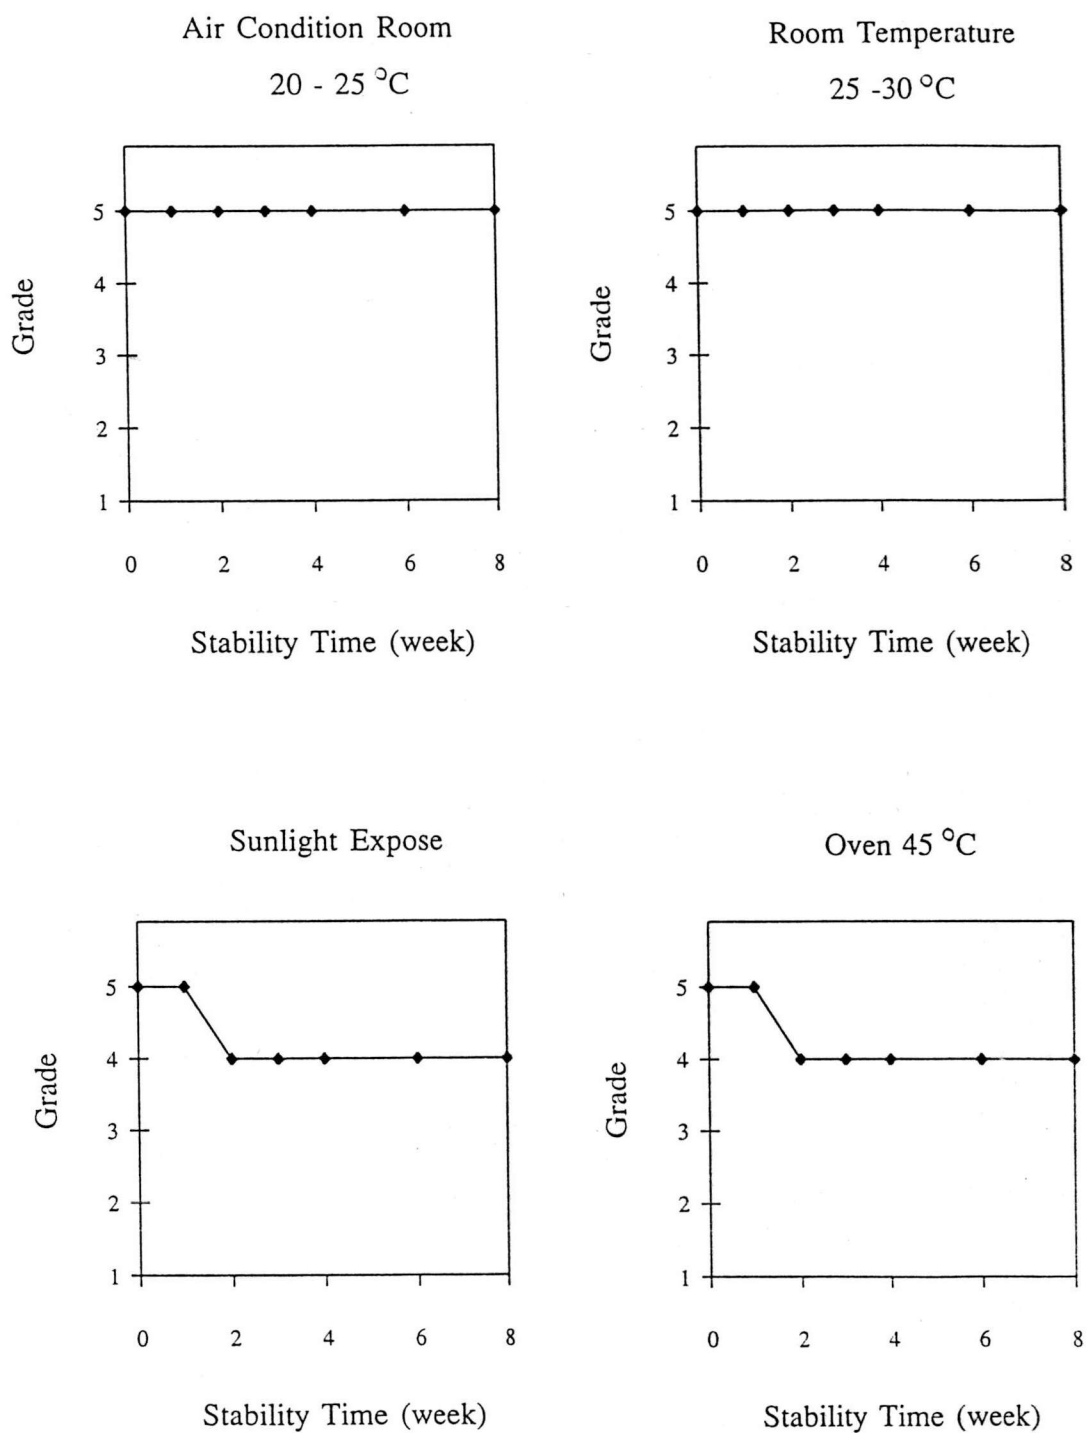 Air Condition Room
20 - 25 °C
5
4
3
2
1
Grade
0 2 4 6 8
Stability Time (week)
Room Temperature
25 -30 °C
5
4
3
2
1
Grade
0 2 4 6 8
Stability Time (week)
Sunlight Expose
5
4
3
2
1
Grade
0 2 4 6 8
Stability Time (week)
Oven 45 °C
5
4
3
2
1
Grade
0 2 4 6 8
Stability Time (week)